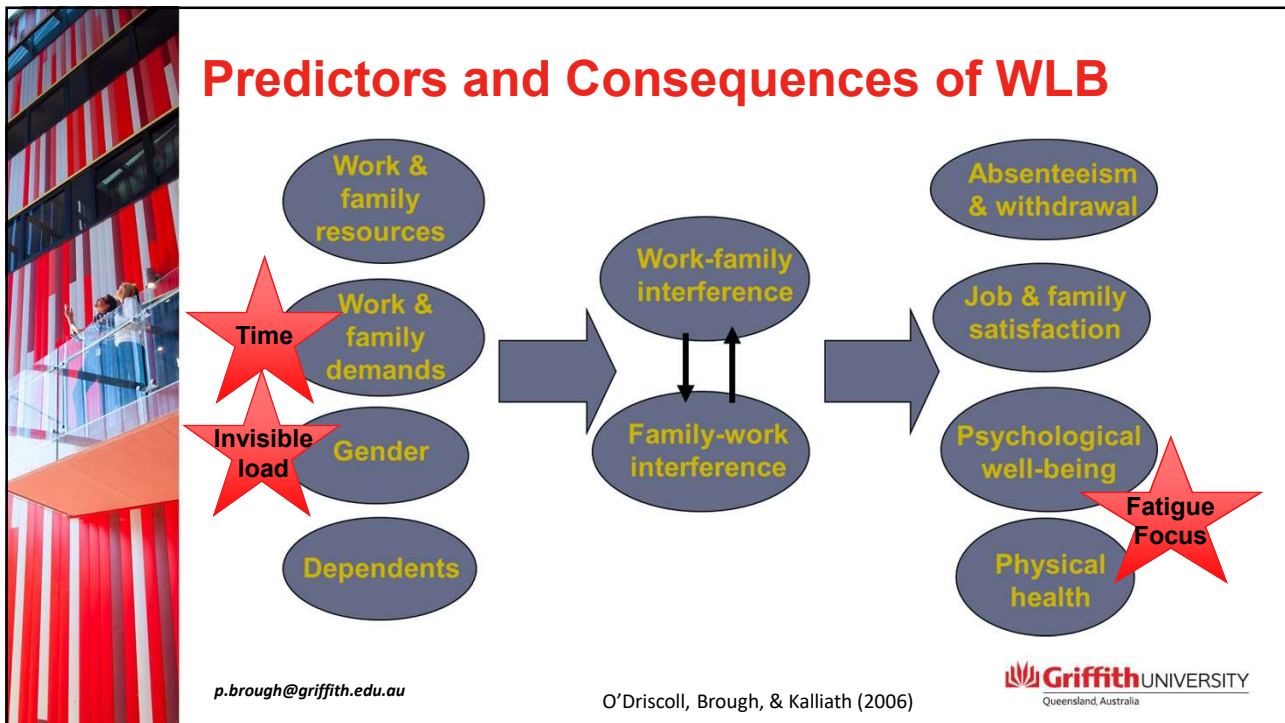 Predictors and Consequences of WLB
Work &
family
resources
Time
Work &
family
demands
Invisible
load
Gender
Dependents
Work-family
interference
Family-work
interference
Absenteeism
& withdrawal
Job & family
satisfaction
Psychological
well-being
Fatigue
Focus
Physical
health
p.brough@griffith.edu.au
O’Driscoll, Brough, & Kalliath (2006)
Griffith UNIVERSITY
Queensland, Australia